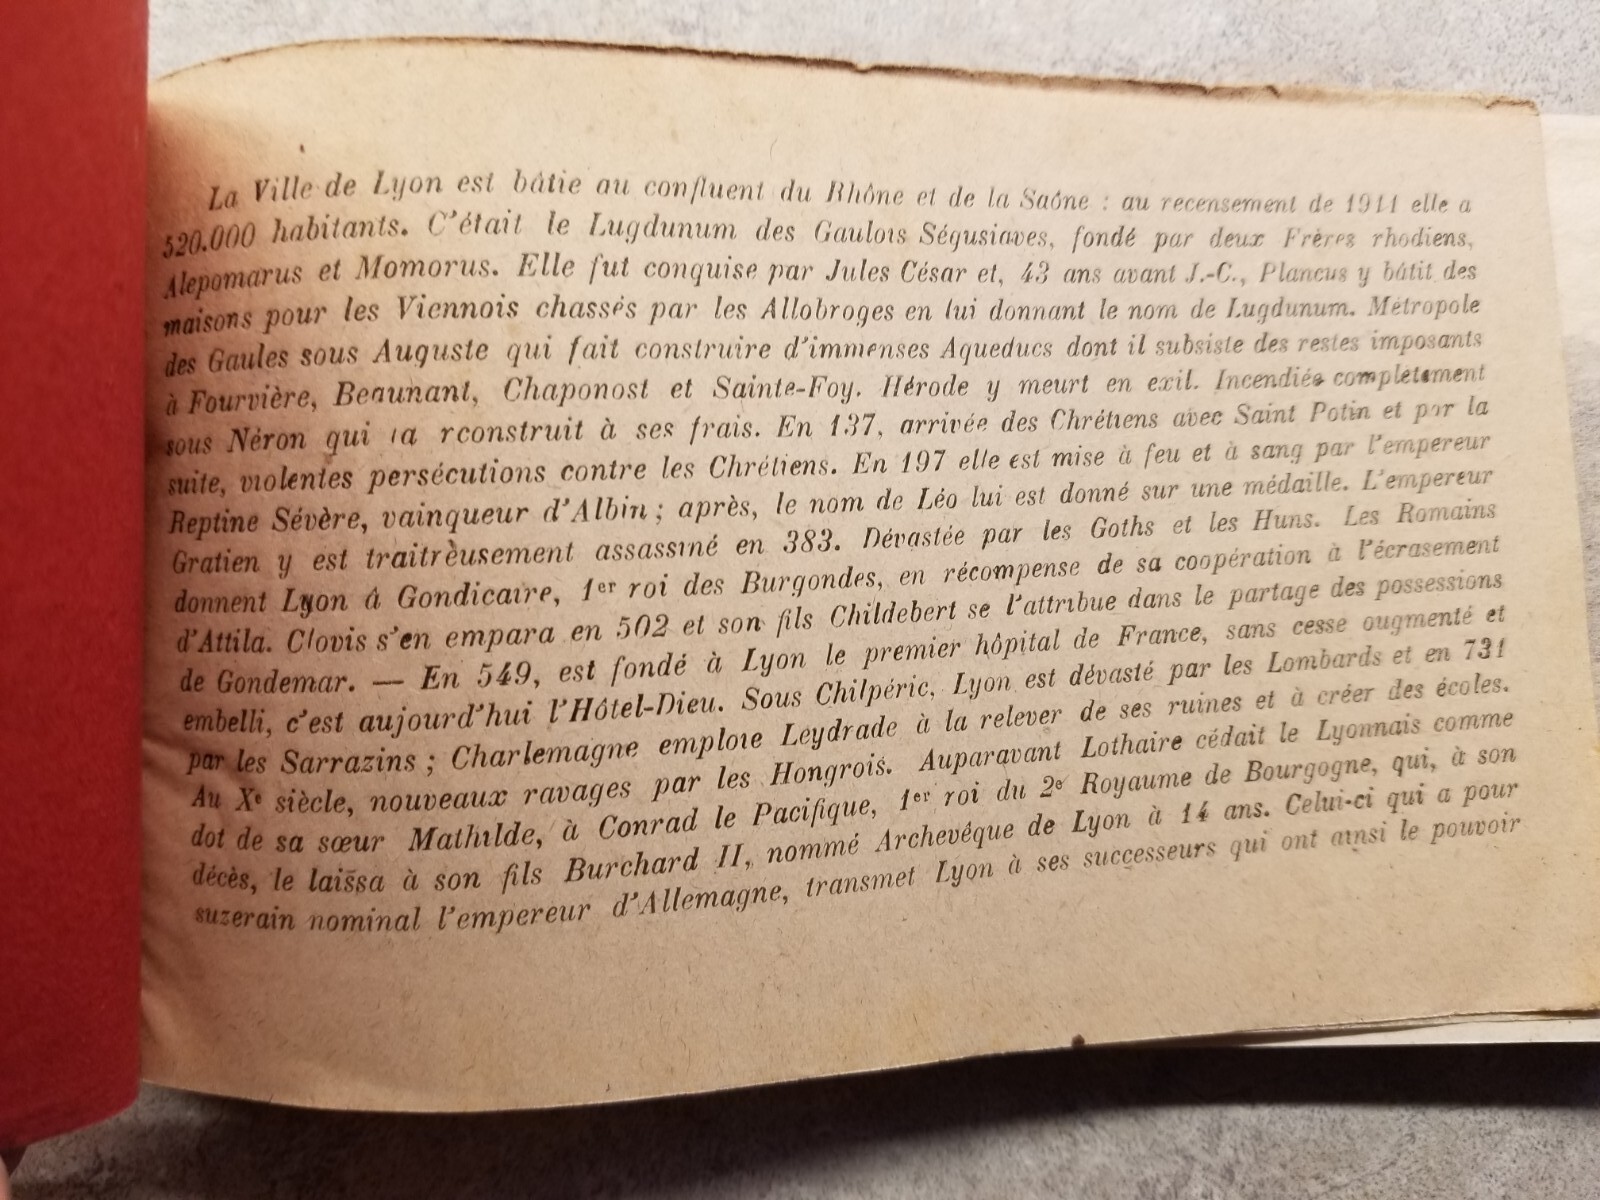 La Ville de Lyon est bâtie au confluent du Rhône et de la Saône : au recensement de 1911 elle a
520.000 habitants. C'était le Lugdunum des Gaulois Ségusiaves, fondé par deux Frères rhodiens,
Alepomarus et Momorus. Elle fut conquise par Jules César et, 43 ans avant J.-C., Plancus y bâtit des
maisons pour les Viennois chassés par les Allobroges en lui donnant le nom de Lugdunum. Métropole
des Gaules sous Auguste qui fait construire d'immenses Aqueducs dont il subsiste des restes imposants
à Fourvière, Beaunant, Chaponost et Sainte-Foy. Hérode y meurt en exil. Incendiée complètement
sous Néron qui la rconstruit à ses frais. En 137, arrivée des Chrétiens avec Saint Potin et par la
suite, violentes persécutions contre les Chrétiens. En 197 elle est mise à feu et à sang par l'empereur
Reptine Sévère, vainqueur d'Albin ; après, le nom de Léo lui est donné sur une médaille. L'empereur
Gratien y est traitrèusement assassiné en 383. Dévastée par les Goths et les Huns. Les Romains
donnent Lyon à Gondicaire, 1er roi des Burgondes, en récompense de sa coopération à l'écrasement
d'Attila. Clovis s'en empara en 502 et son fils Childebert se l'attribue dans le partage des possessions
de Gondemar. — En 549, est fondé à Lyon le premier hôpital de France, sans cesse ougmenté et
embelli, c'est aujourd'hui l'Hôtel-Dieu. Sous Chilpéric, Lyon est dévasté par les Lombards et en 731
par les Sarrazins ; Charlemagne emploie Leydrade à la relever de ses ruines et à créer des écoles.
Au Xe siècle, nouveaux ravages par les Hongrois. Auparavant Lothaire cédait le Lyonnais comme
dot de sa sœur Mathilde, à Conrad le Pacifique, 1er roi du 2e Royaume de Bourgogne, qui, à son
décès, le laissa à son fils Burchard II, nommé Archevêque de Lyon à 14 ans. Celui-ci qui a pour
suzerain nominal l'empereur d'Allemagne, transmet Lyon à ses successeurs qui ont ainsi le pouvoir